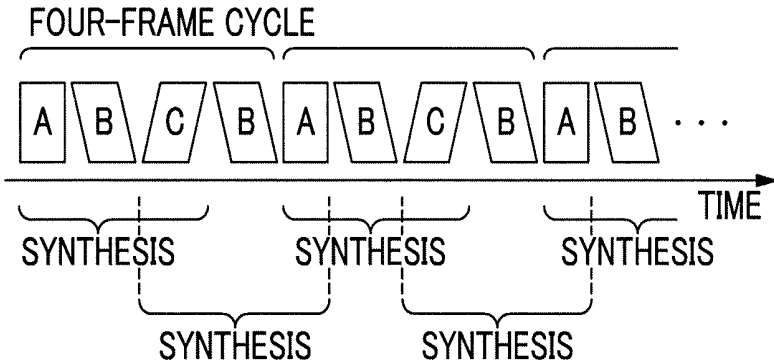 FOUR-FRAME CYCLE
A B C B A B C B A B ...
TIME
SYNTHESIS SYNTHESIS SYNTHESIS
SYNTHESIS SYNTHESIS